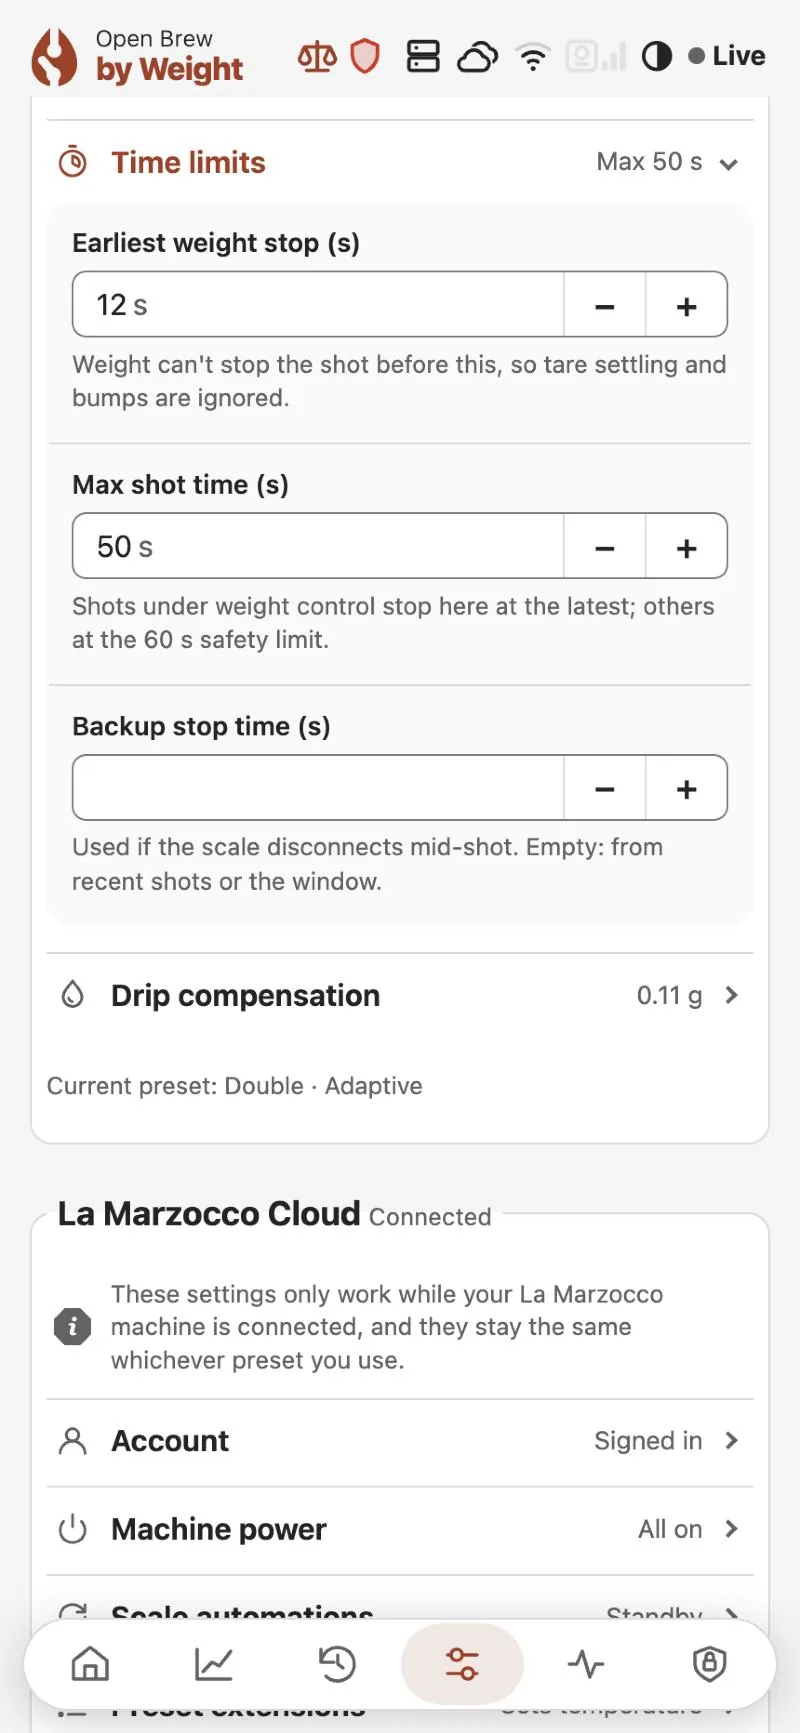 Open Brew
by Weight
Live
Time limits
Max 50 s
Earliest weight stop (s)
12 s
Weight can't stop the shot before this, so tare settling and
bumps are ignored.
Max shot time (s)
50 s
Shots under weight control stop here at the latest; others
at the 60 s safety limit.
Backup stop time (s)
Used if the scale disconnects mid-shot. Empty: from
recent shots or the window.
Drip compensation
0.11 g
Current preset: Double · Adaptive
La Marzocco Cloud Connected
These settings only work while your La Marzocco
machine is connected, and they stay the same
whichever preset you use.
Account
Signed in
Machine power
All on
Scale automations
Standby
Preset extensions